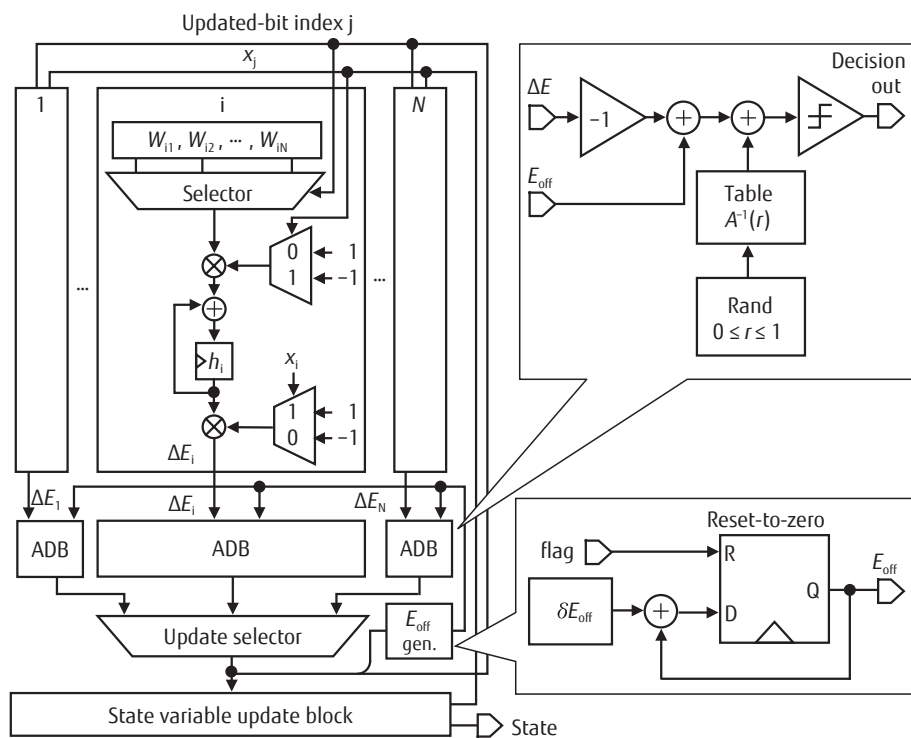 Updated-bit index j
x_j
1
i
N
W_i1, W_i2, ···, W_iN
Selector
0 1
1 −1
...
...
h_i
x_i
1 1
0 −1
ΔE_i
ΔE_1
ΔE_i
ΔE_N
ADB
ADB
ADB
Update selector
E_off
gen.
State variable update block
State
Decision
out
ΔE
−1
E_off
Table
A⁻¹(r)
Rand
0 ≤ r ≤ 1
Reset-to-zero
flag
R
E_off
Q
δE_off
D